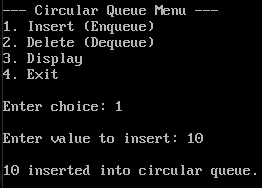 --- Circular Queue Menu ---
1. Insert (Enqueue)
2. Delete (Dequeue)
3. Display
4. Exit
Enter choice: 1
Enter value to insert: 10
10 inserted into circular queue.